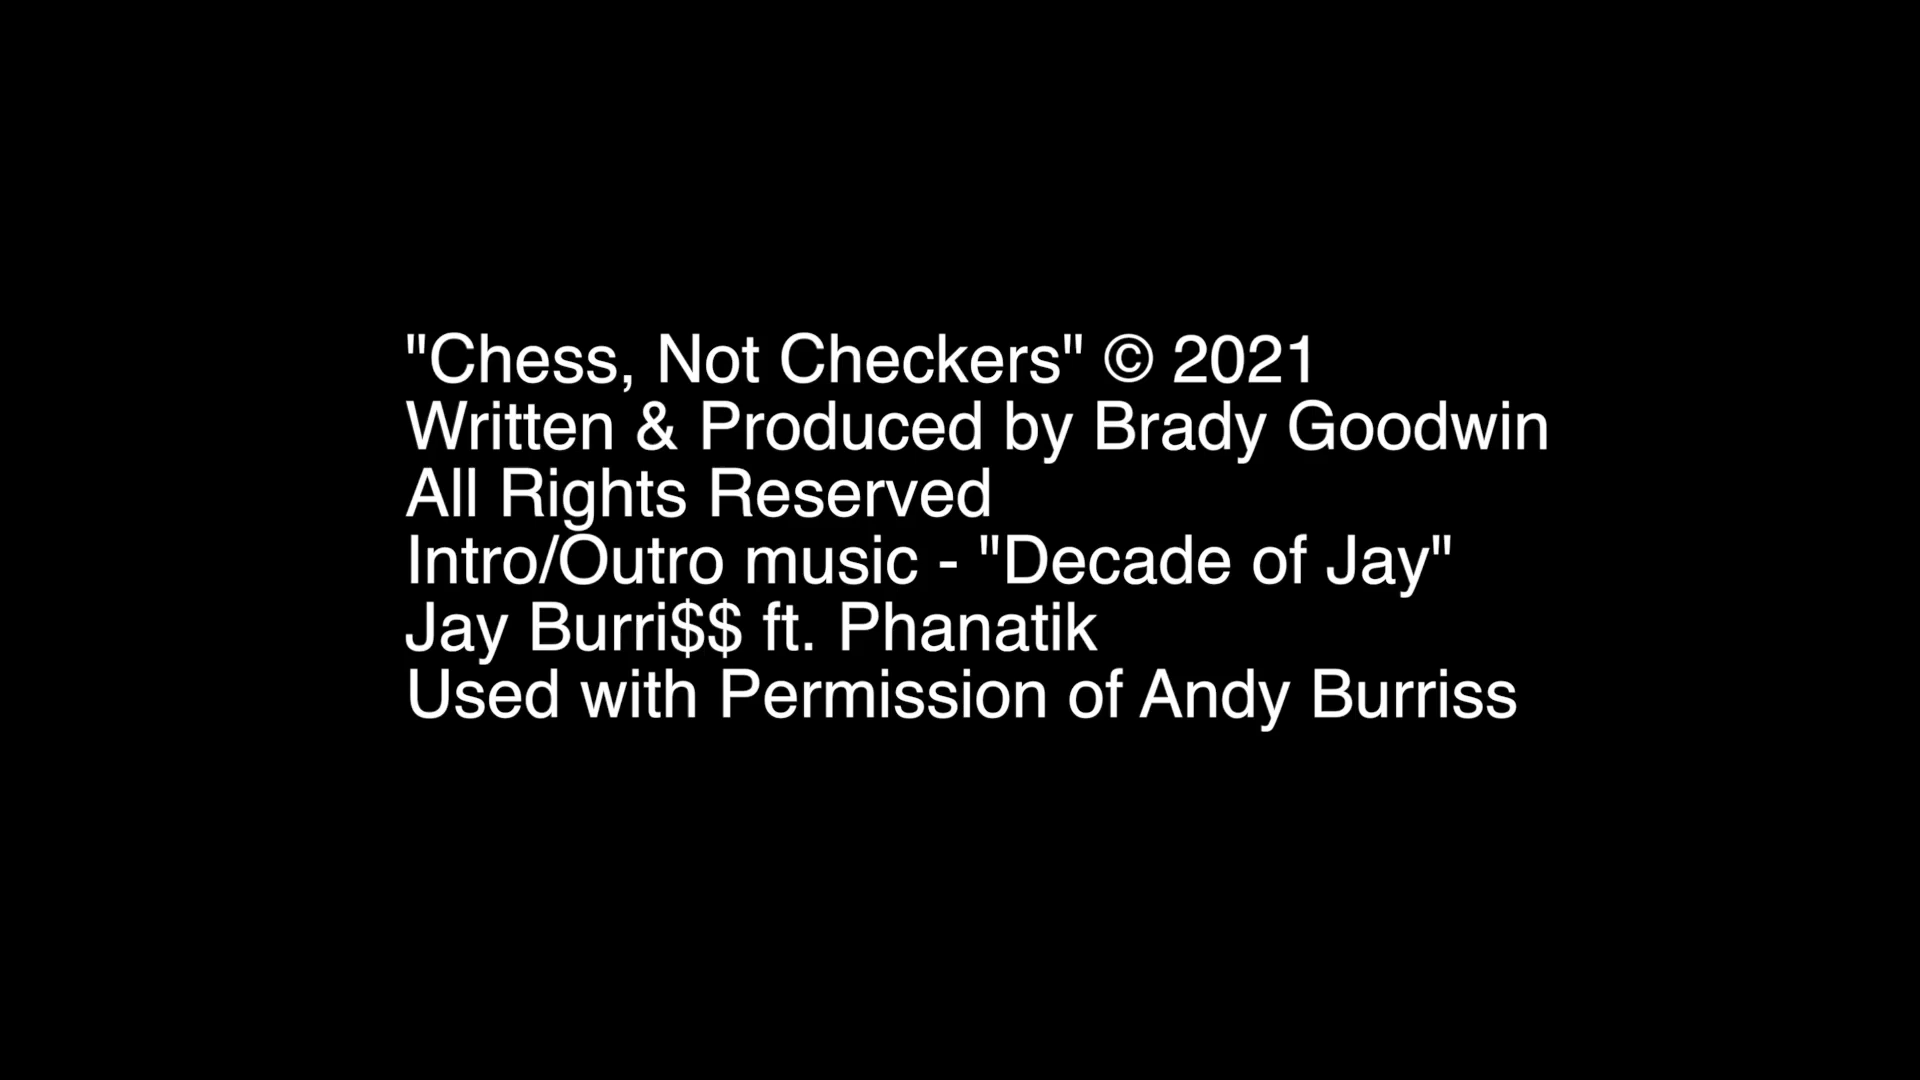 "Chess, Not Checkers" © 2021
Written & Produced by Brady Goodwin
All Rights Reserved
Intro/Outro music - "Decade of Jay"
Jay Burri$$ ft. Phanatik
Used with Permission of Andy Burriss